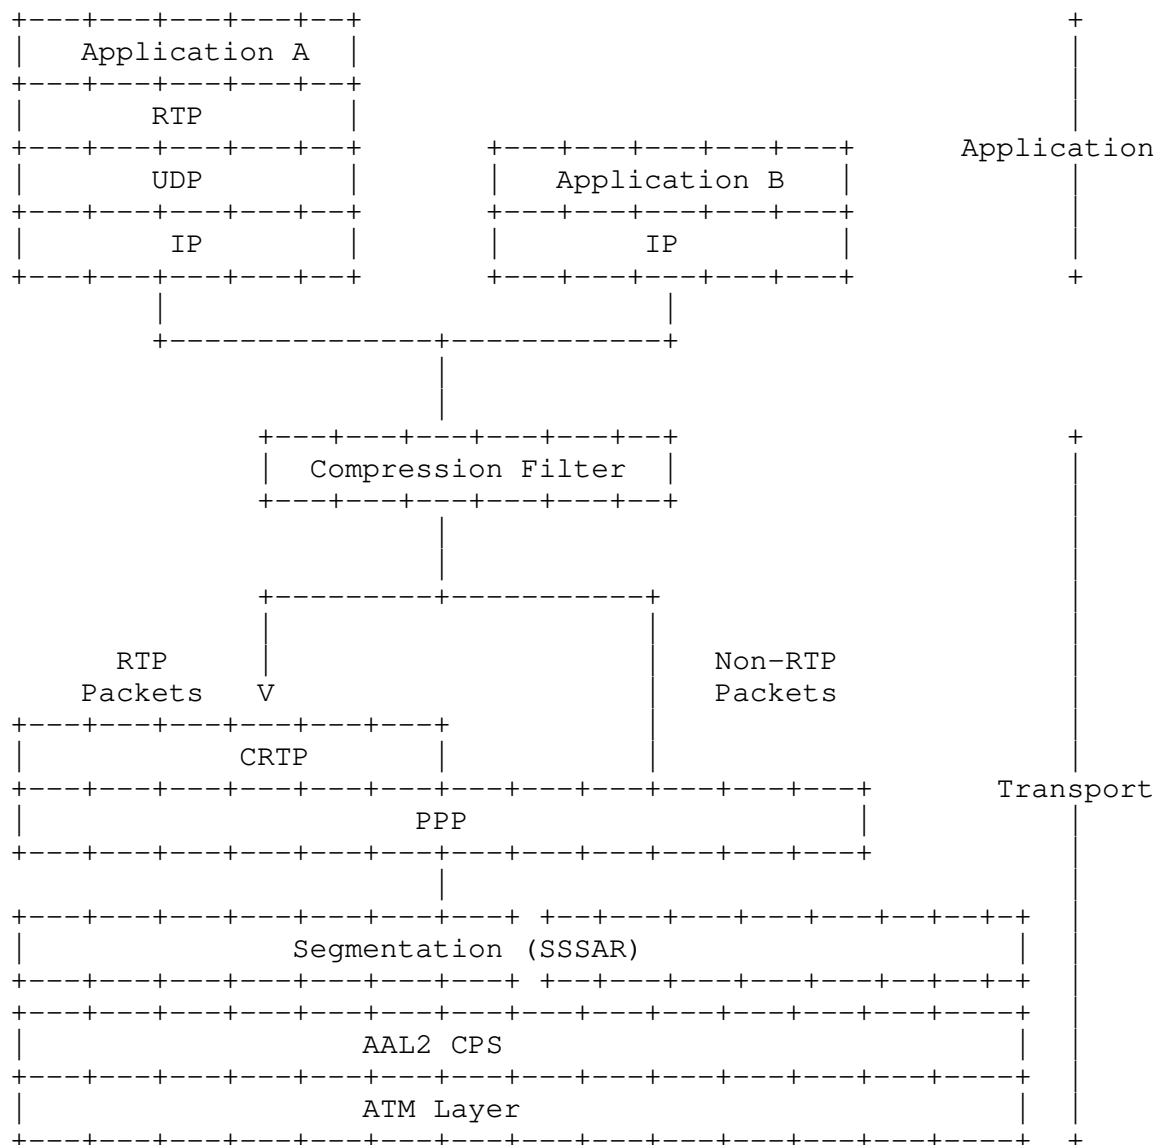 Application A
RTP
Application
UDP Application B
IP IP
Compression Filter
RTP Non-RTP
Packets V Packets
CRTP
Transport
PPP
Segmentation (SSSAR)
AAL2 CPS
ATM Layer